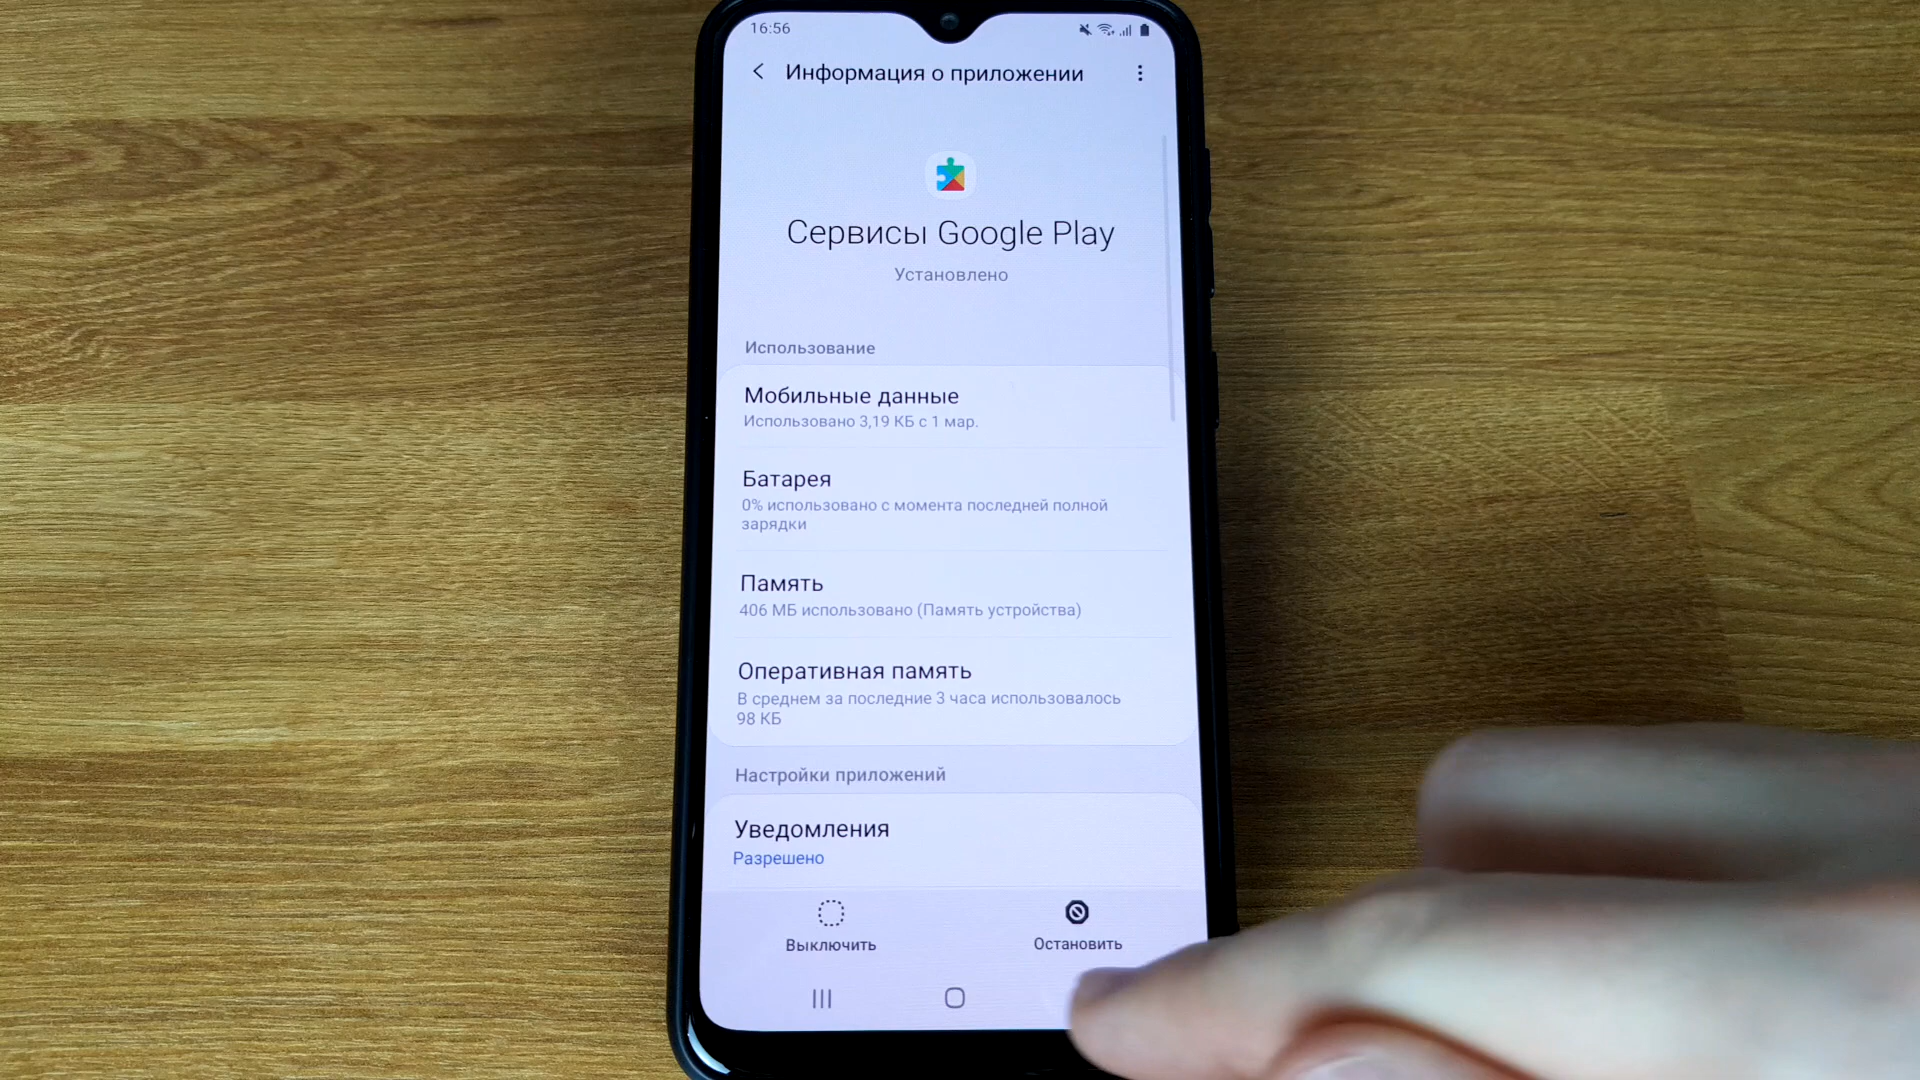 16:56
Информация о приложении
Сервисы Google Play
Установлено
Использование
Мобильные данные
Использовано 3,19 КБ с 1 мар.
Батарея
0% использовано с момента последней полной
зарядки
Память
406 МБ использовано (Память устройства)
Оперативная память
В среднем за последние 3 часа использовалось
98 КБ
Настройки приложений
Уведомления
Разрешено
Выключить
Остановить